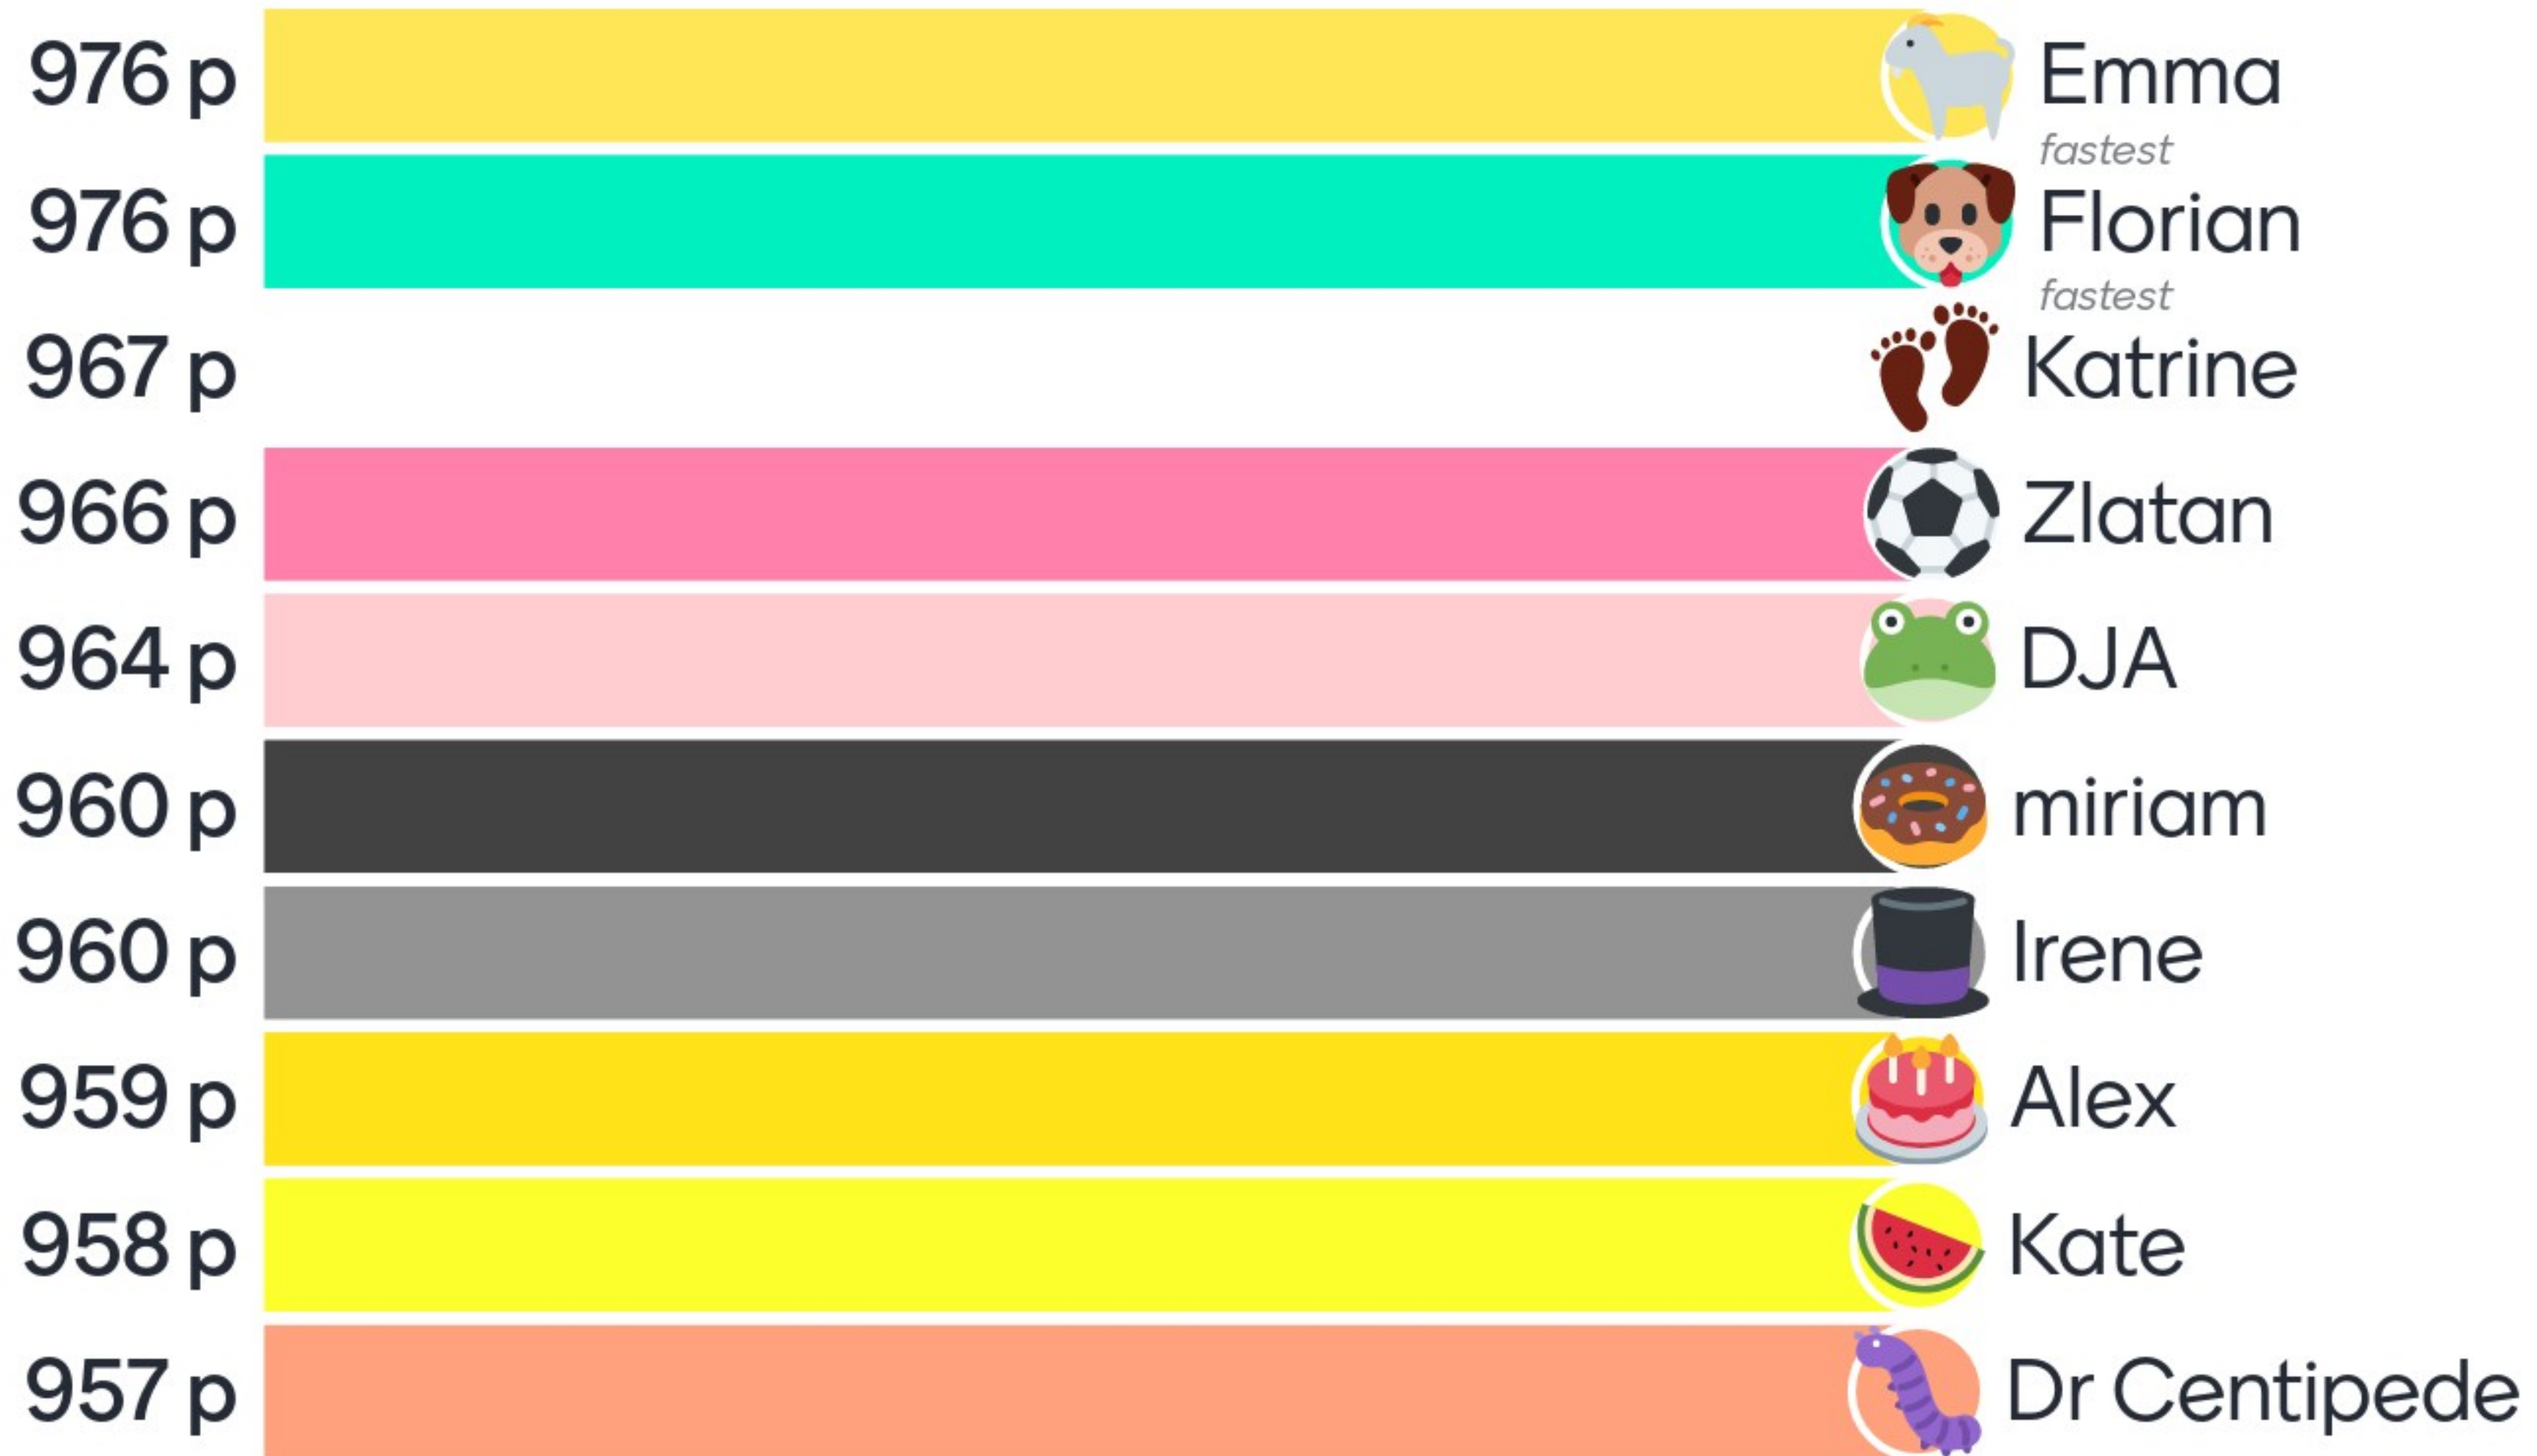 976 p Emma
fastest
976 p Florian
fastest
967 p Katrine
966 p Zlatan
964 p DJA
960 p miriam
960 p Irene
959 p Alex
958 p Kate
957 p Dr Centipede